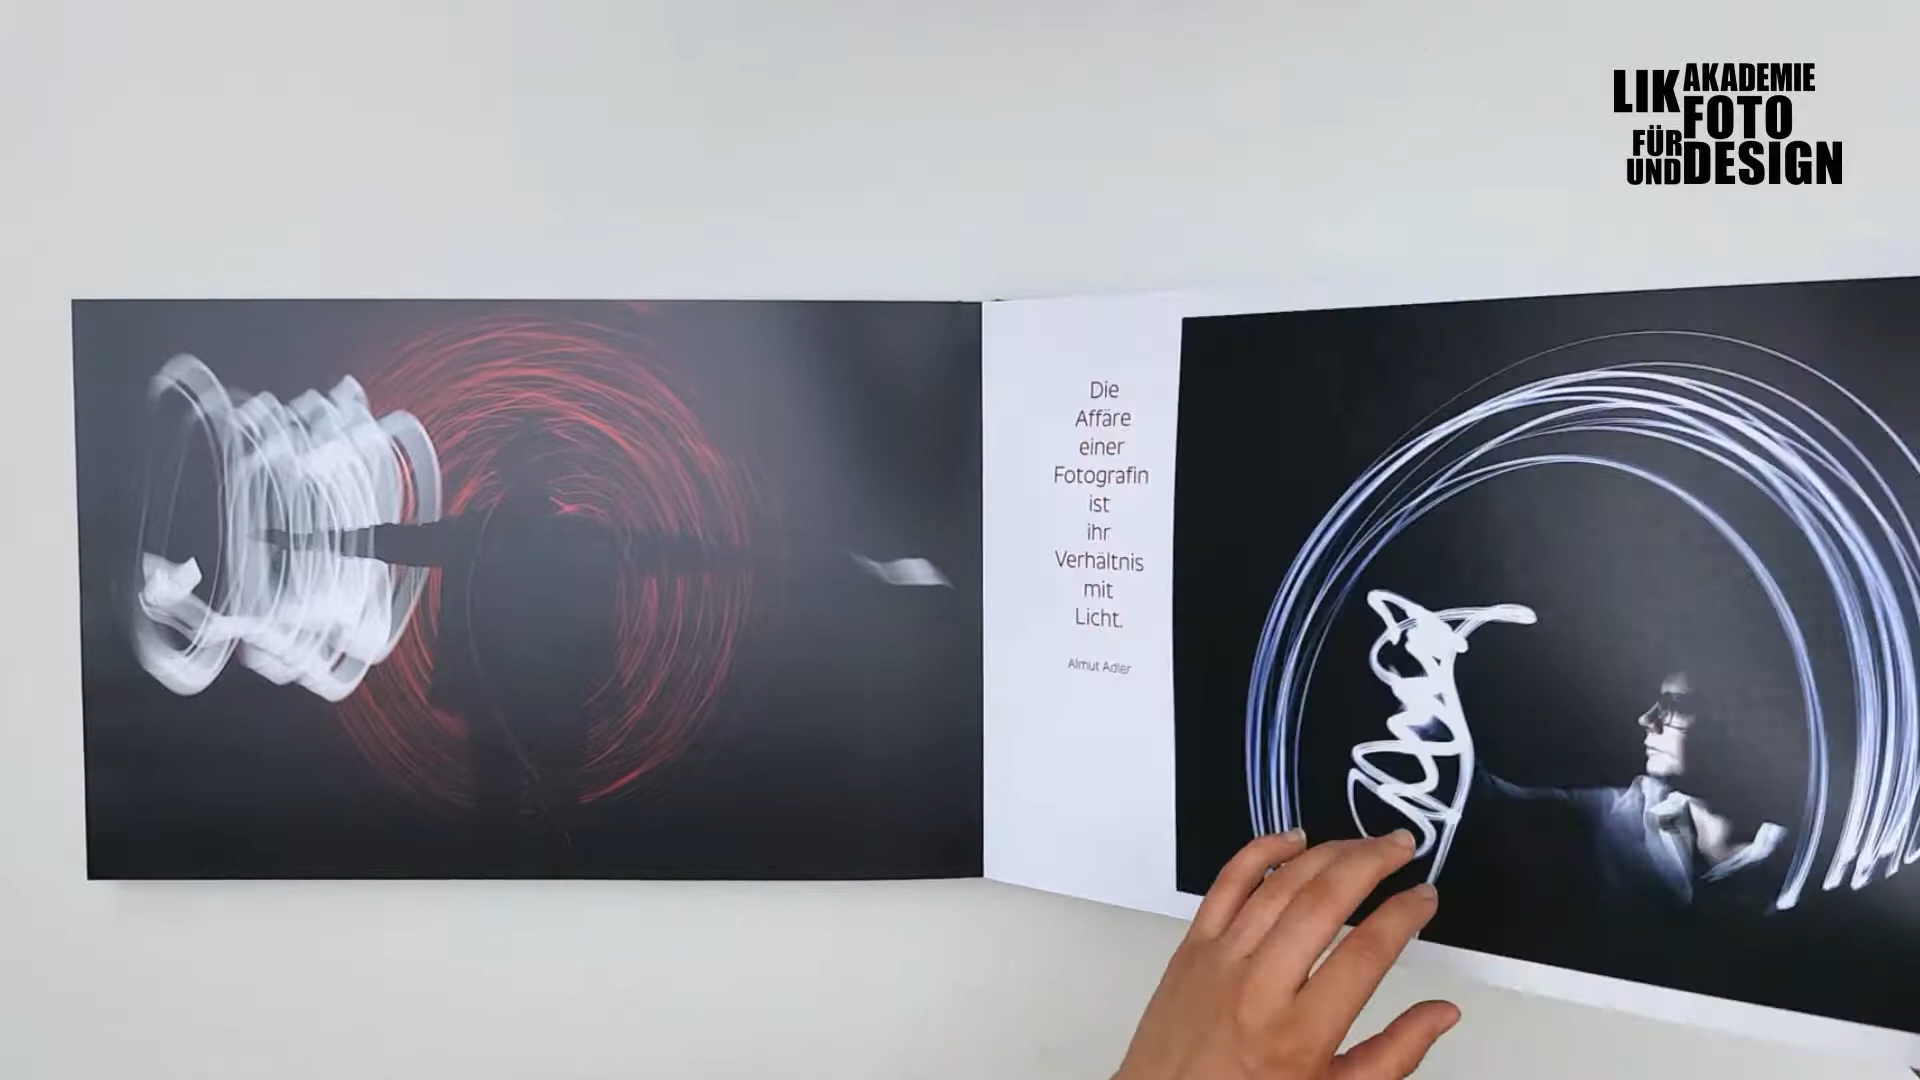 LIK AKADEMIE
FÜR FOTO
UND DESIGN
Die
Affäre
einer
Fotografin
ist
ihr
Verhältnis
mit
Licht.
Almut Adler